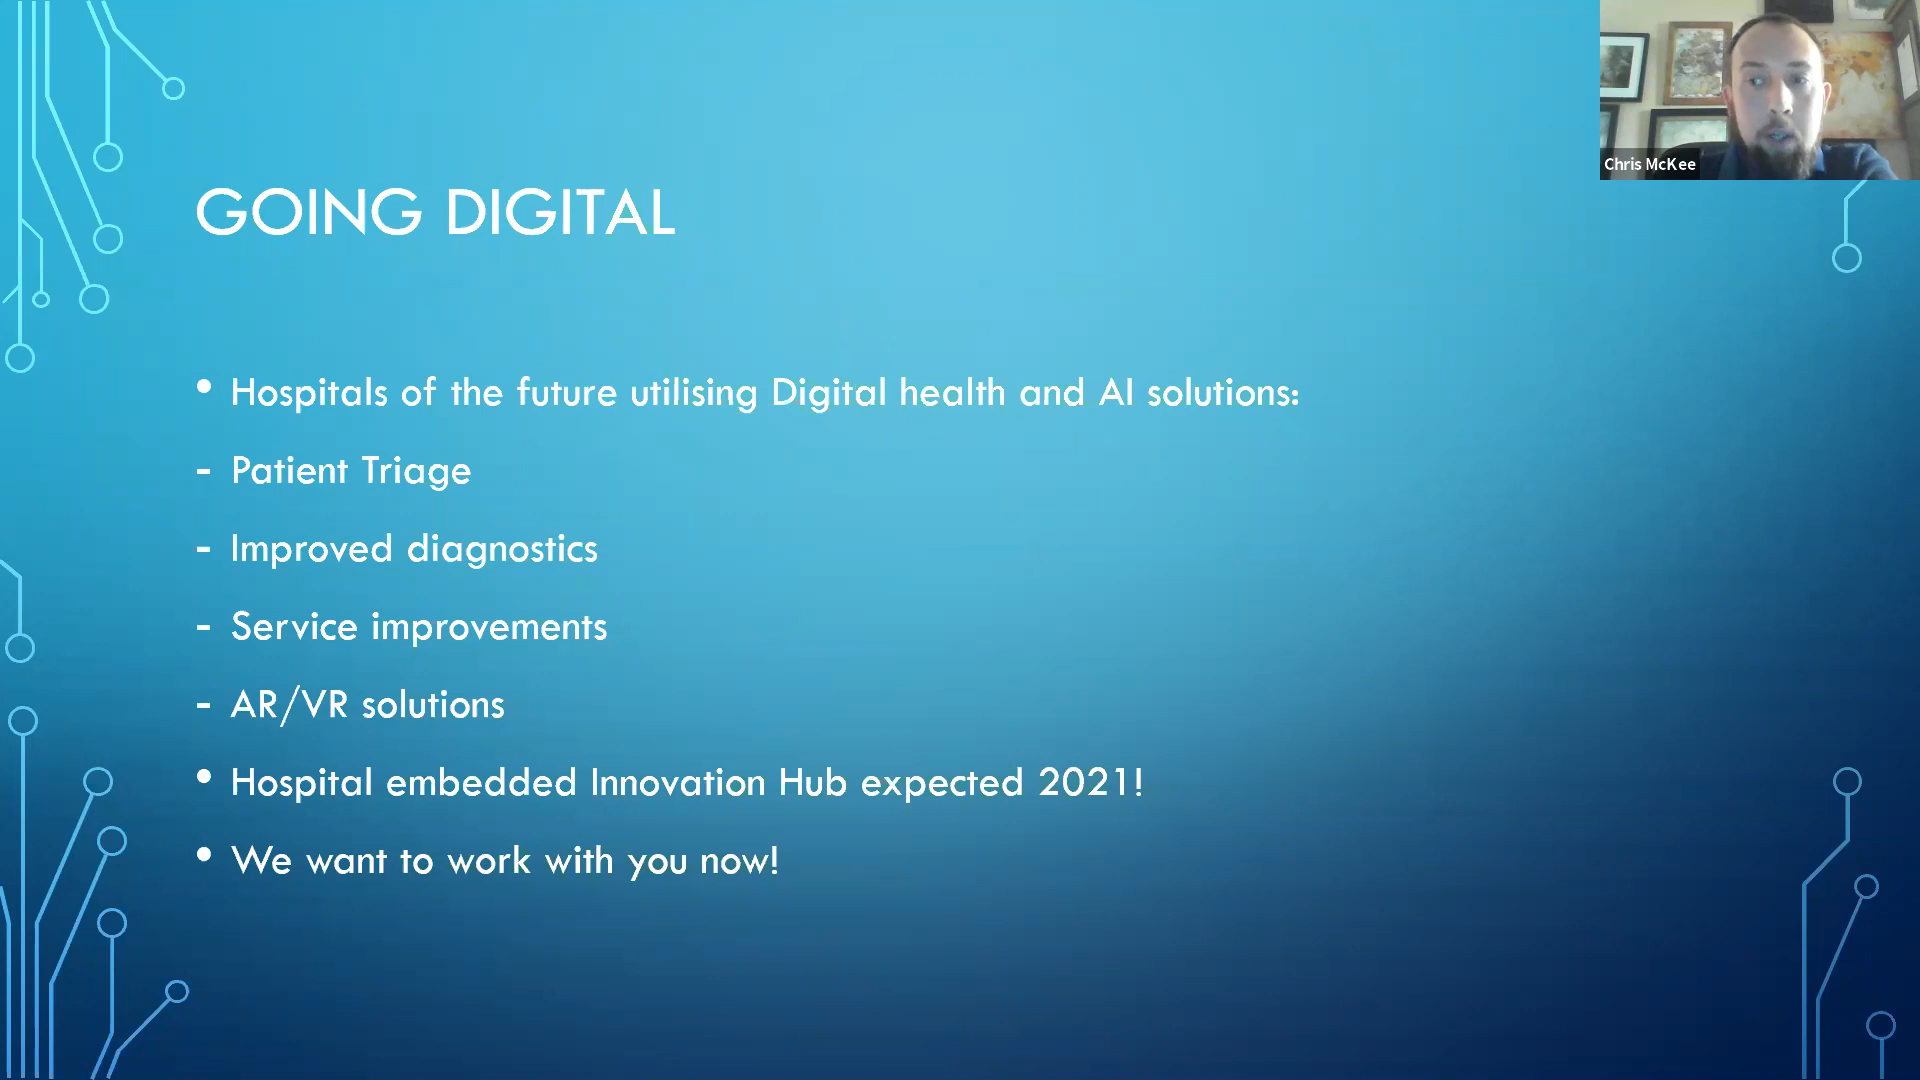 Chris McKee
GOING DIGITAL
• Hospitals of the future utilising Digital health and AI solutions:
- Patient Triage
- Improved diagnostics
- Service improvements
- AR/VR solutions
• Hospital embedded Innovation Hub expected 2021!
• We want to work with you now!